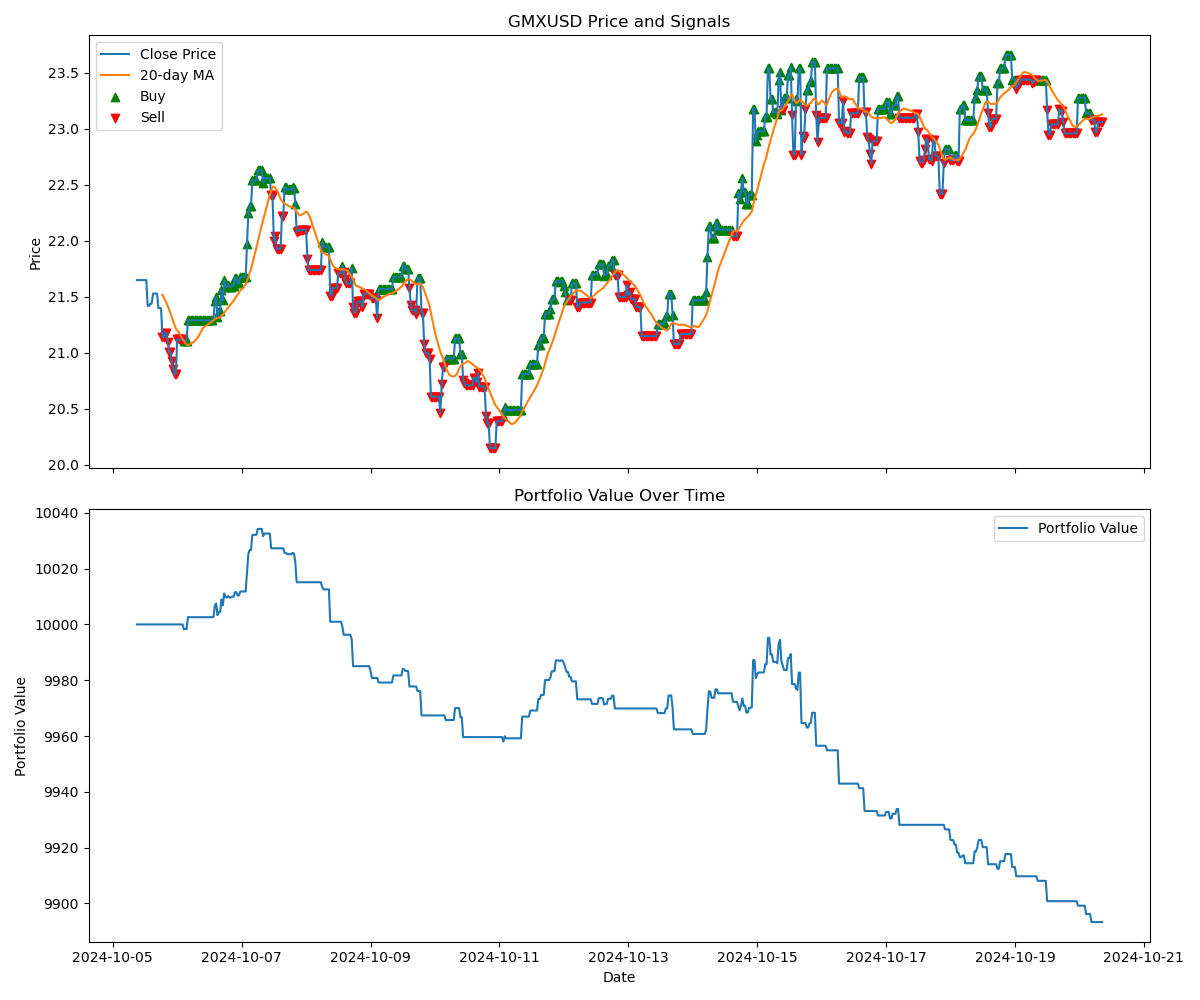 GMXUSD Price and Signals
Close Price
20-day MA
Buy
Sell
Price
23.5
23.0
22.5
22.0
21.5
21.0
20.5
20.0
Portfolio Value Over Time
Portfolio Value
Portfolio Value
10040
10020
10000
9980
9960
9940
9920
9900
2024-10-05 2024-10-07 2024-10-09 2024-10-11 2024-10-13 2024-10-15 2024-10-17 2024-10-19 2024-10-21
Date